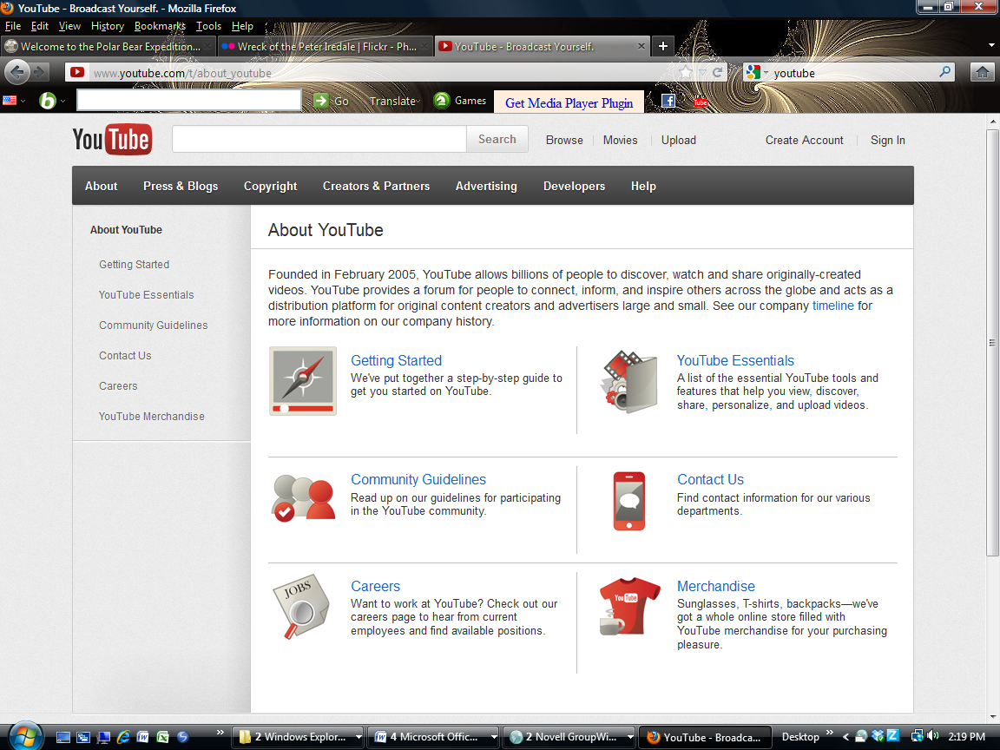 YouTube - Broadcast Yourself. - Mozilla Firefox
File Edit View History Bookmarks Tools Help
Welcome to the Polar Bear Expedition... Wreck of the Peter Iredale | Flickr - Ph... YouTube - Broadcast Yourself.
www.youtube.com/t/about_youtube youtube
b Go Translate Games Get Media Player Plugin f Tube
YouTube Search Browse Movies Upload Create Account Sign In
About Press & Blogs Copyright Creators & Partners Advertising Developers Help
About YouTube
Getting Started
YouTube Essentials
Community Guidelines
Contact Us
Careers
YouTube Merchandise
About YouTube
Founded in February 2005, YouTube allows billions of people to discover, watch and share originally-created
videos. YouTube provides a forum for people to connect, inform, and inspire others across the globe and acts as a
distribution platform for original content creators and advertisers large and small. See our company timeline for
more information on our company history.
Getting Started
We've put together a step-by-step guide to
get you started on YouTube.
YouTube Essentials
A list of the essential YouTube tools and
features that help you view, discover,
share, personalize, and upload videos.
Community Guidelines
Read up on our guidelines for participating
in the YouTube community.
Contact Us
Find contact information for our various
departments.
JOBS
Careers
Want to work at YouTube? Check out our
careers page to hear from current
employees and find available positions.
YouTube
Merchandise
Sunglasses, T-shirts, backpacks—we've
got a whole online store filled with
YouTube merchandise for your purchasing
pleasure.
2 Windows Explor... 4 Microsoft Offic... 2 Novell GroupWi... YouTube - Broadca... Desktop 2:19 PM